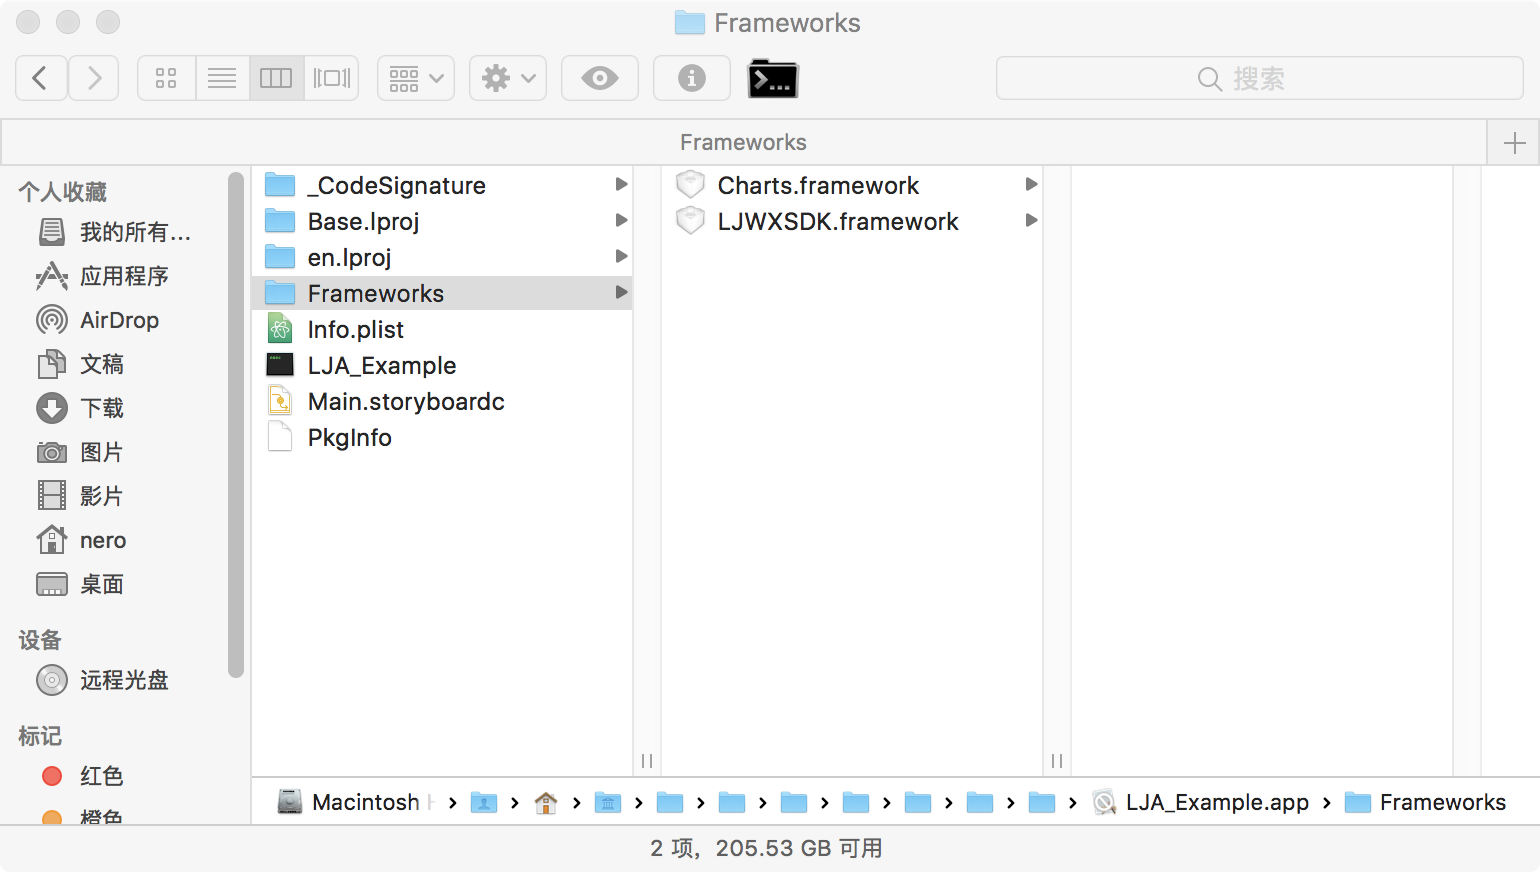 Frameworks
搜索
Frameworks
个人收藏
我的所有...
应用程序
AirDrop
文稿
下载
图片
影片
nero
桌面
设备
远程光盘
标记
红色
橙色
_CodeSignature
Base.lproj
en.lproj
Frameworks
Info.plist
LJA_Example
Main.storyboardc
PkgInfo
Charts.framework
LJWXSDK.framework
Macintosh
LJA_Example.app
Frameworks
2 项，205.53 GB 可用